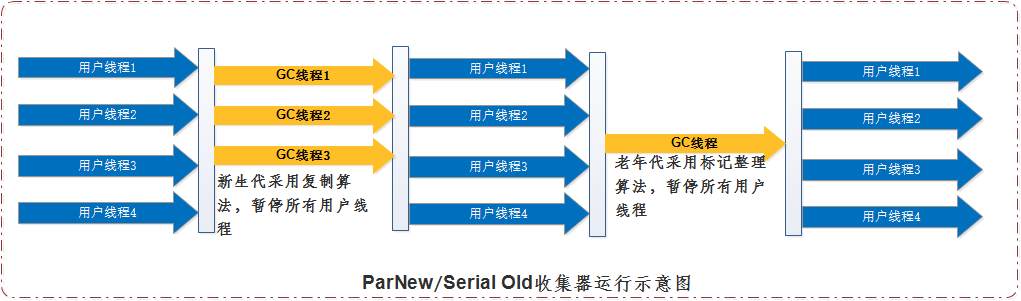 用户线程1
用户线程2
用户线程3
用户线程4
GC线程1
GC线程2
GC线程3
新生代采用复制算
法，暂停所有用户线
程
用户线程1
用户线程2
用户线程3
用户线程4
GC线程
老年代采用标记整理
算法，暂停所有用户
线程
用户线程1
用户线程2
用户线程3
用户线程4
ParNew/Serial Old收集器运行示意图